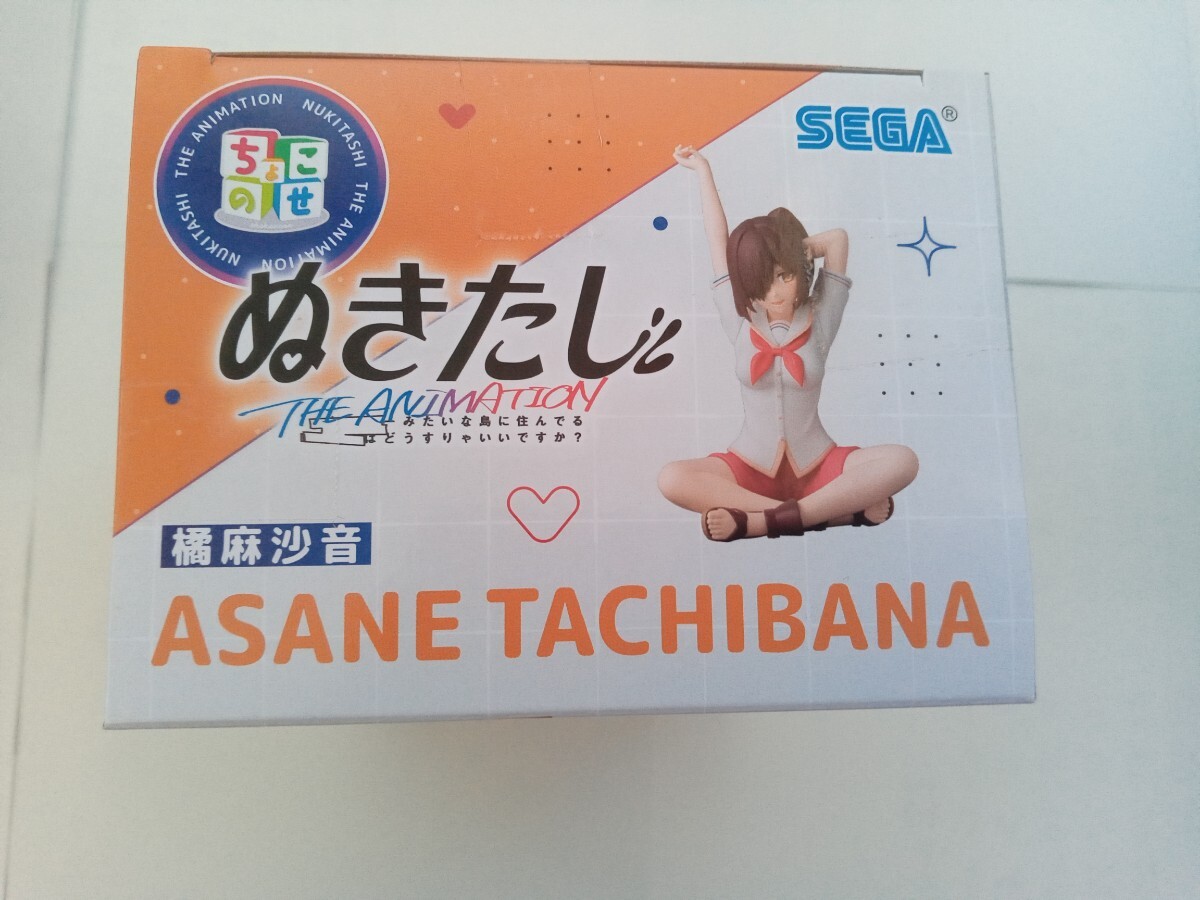 NUKITASHI THE ANIMATION NUKITASHI THE ANIMATION
ちょこ
のせ
SEGA®
ぬきたし
THE ANIMATION
みたいな島に住んでる
はどうすりゃいいですか?
橘麻沙音
ASANE TACHIBANA